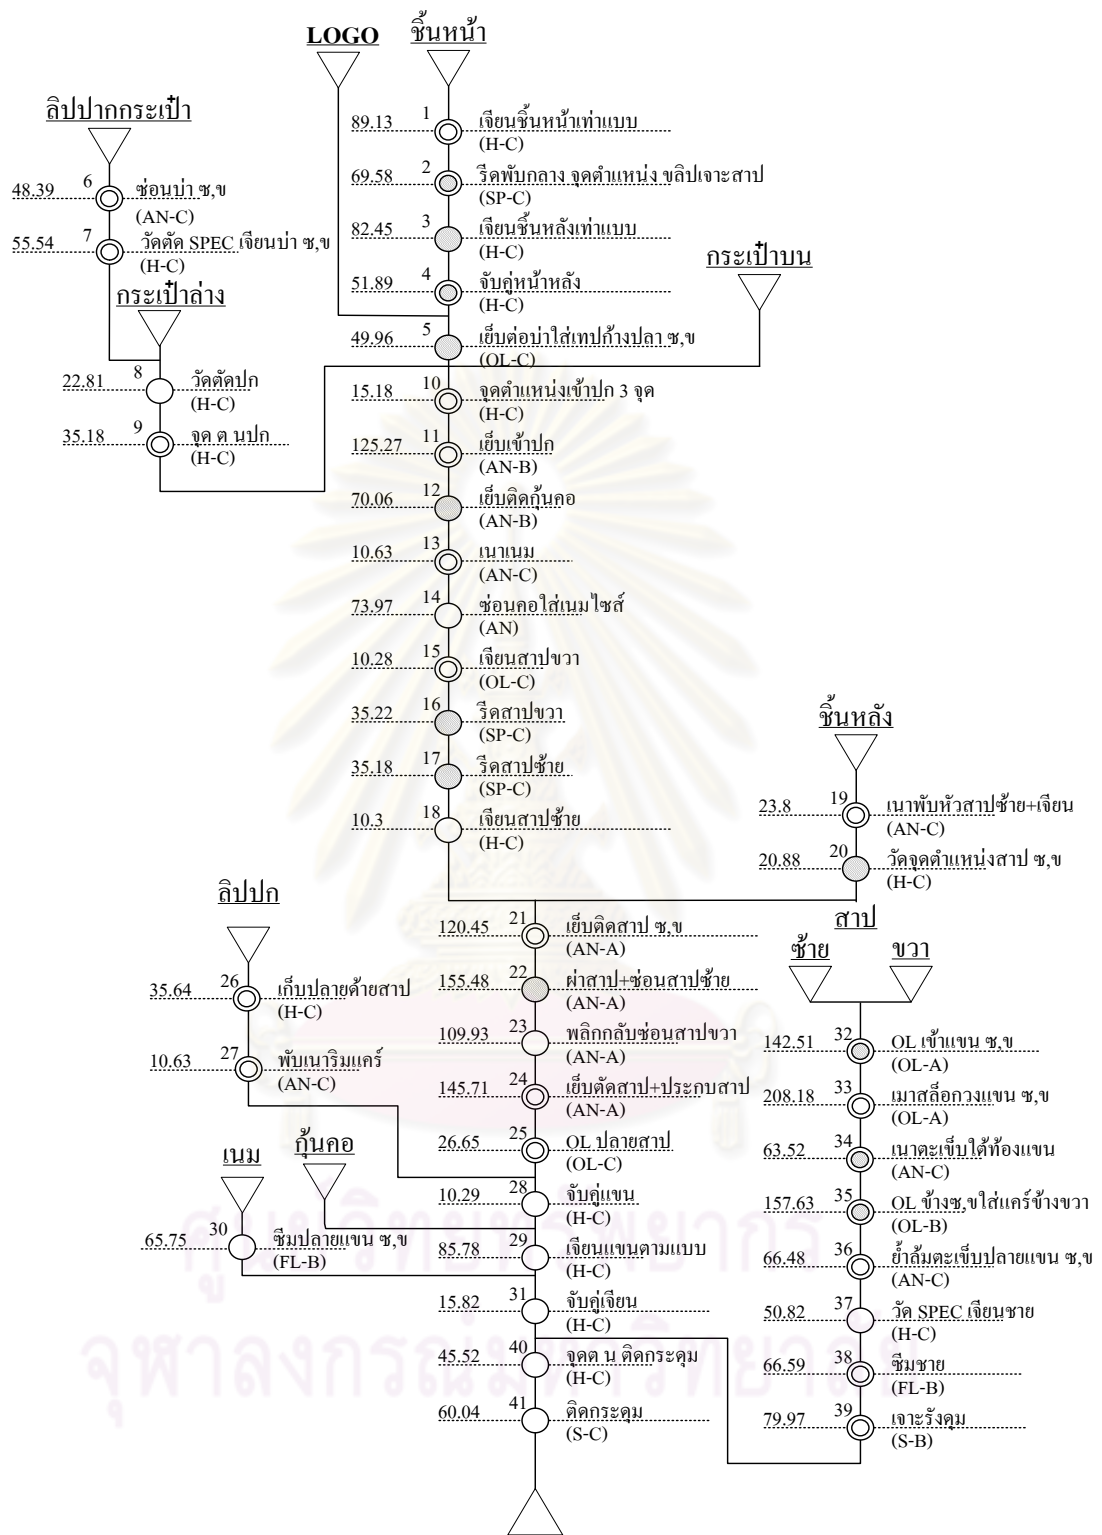 LOGO
ชิ้นหน้า
89.13 1 เจียนชิ้นหน้าเท่าแบบ
(H-C)
69.58 2 รีดพับกลาง จุดตำแหน่ง ขลิปเจาะสาป
(SP-C)
82.45 3 เจียนชิ้นหลังเท่าแบบ
(H-C)
51.89 4 จับคู่หน้าหลัง
(H-C)
49.96 5 เย็บต่อบ่าใส่เทปก้างปลา ซ,ข
(OL-C)
ลิปปากกระเป๋า
48.39 6 ซ่อนบ่า ซ,ข
(AN-C)
55.54 7 วัดตัด SPEC เจียนบ่า ซ,ข
(H-C)
กระเป๋าล่าง
22.81 8 วัดตัดปก
(H-C)
35.18 9 จุด ต นปก
(H-C)
กระเป๋าบน
15.18 10 จุดตำแหน่งเข้าปก 3 จุด
(H-C)
125.27 11 เย็บเข้าปก
(AN-B)
70.06 12 เย็บติดกุ้นคอ
(AN-B)
10.63 13 เนาเนม
(AN-C)
73.97 14 ซ่อนคอใส่เนมไซส์
(AN)
10.28 15 เจียนสาปขวา
(OL-C)
35.22 16 รีดสาปขวา
(SP-C)
35.18 17 รีดสาปซ้าย
(SP-C)
10.3 18 เจียนสาปซ้าย
(H-C)
ชิ้นหลัง
23.8 19 เนาพับหัวสาปซ้าย+เจียน
(AN-C)
20.88 20 วัดจุดตำแหน่งสาป ซ,ข
(H-C)
120.45 21 เย็บติดสาป ซ,ข
(AN-A)
155.48 22 ผ่าสาป+ซ่อนสาปซ้าย
(AN-A)
109.93 23 พลิกกลับซ่อนสาปขวา
(AN-A)
145.71 24 เย็บตัดสาป+ประกบสาป
(AN-A)
26.65 25 OL ปลายสาป
(OL-C)
ลิปปก
35.64 26 เก็บปลายด้ายสาป
(H-C)
10.63 27 พับเนาริมแคร์
(AN-C)
10.29 28 จับคู่แขน
(H-C)
กุ้นคอ
85.78 29 เจียนแขนตามแบบ
(H-C)
เนม
65.75 30 ซีมปลายแขน ซ,ข
(FL-B)
15.82 31 จับคู่เจียน
(H-C)
สาป
ซ้าย ขวา
142.51 32 OL เข้าแขน ซ,ข
(OL-A)
208.18 33 เมาสล็อกวงแขน ซ,ข
(OL-A)
63.52 34 เนาตะเข็บใต้ท้องแขน
(AN-C)
157.63 35 OL ข้างซ,ขใส่แคร์ข้างขวา
(OL-B)
66.48 36 ย้ำล้มตะเข็บปลายแขน ซ,ข
(AN-C)
50.82 37 วัด SPEC เจียนชาย
(H-C)
66.59 38 ซีมชาย
(FL-B)
79.97 39 เจาะรังดุม
(S-B)
45.52 40 จุดต น ติดกระดุม
(H-C)
60.04 41 ติดกระดุม
(S-C)
ศูนย์วิทยทรัพยากร
จุฬาลงกรณ์มหาวิทยาลัย